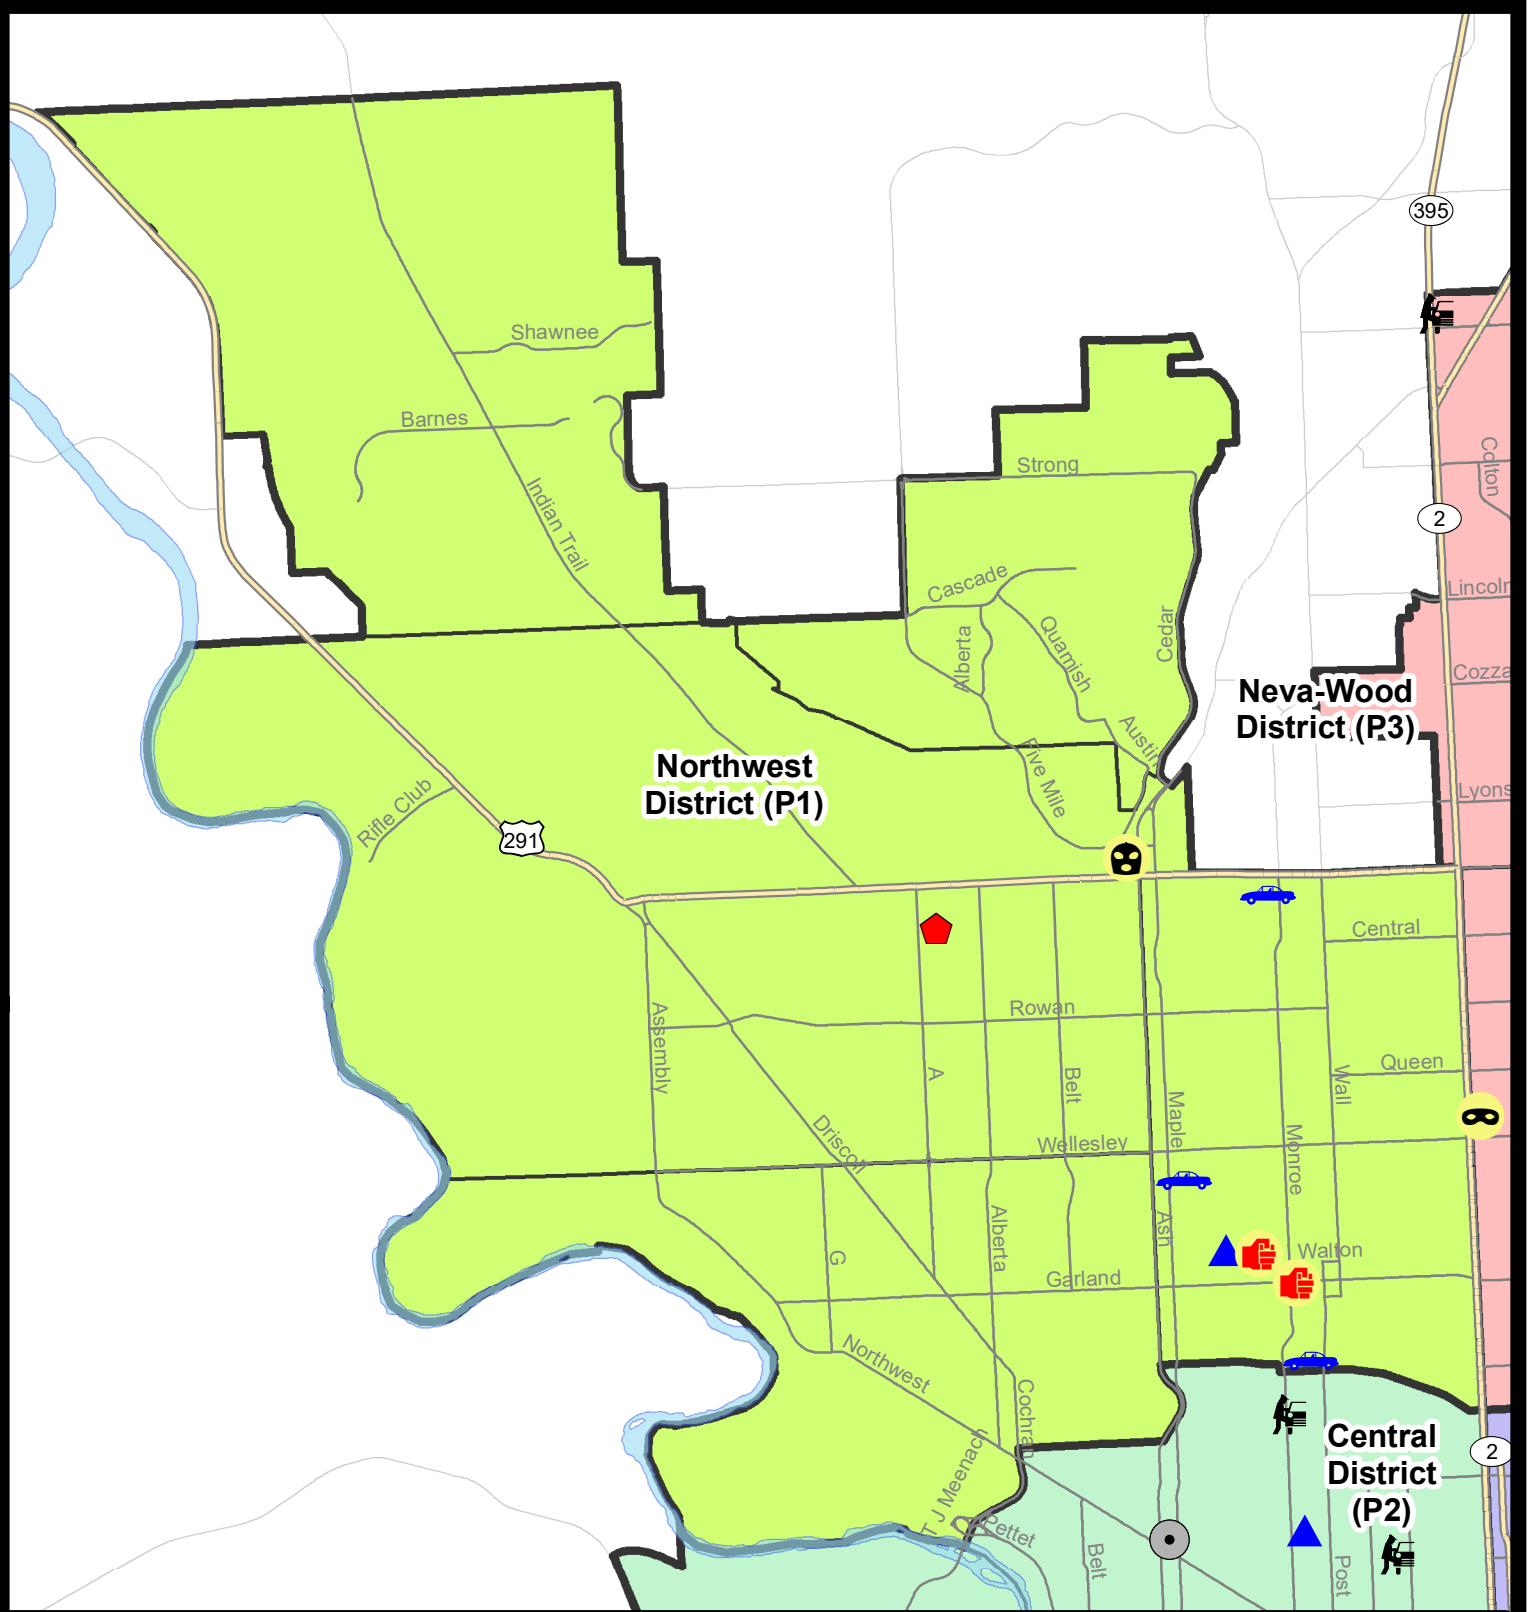 395
Shawnee
Barnes
Colton
Strong
Indian Trail
2
Cascade
Lincoln
Alberta
Quamish
Cedar
Cozza
Neva-Wood
District (P3)
Austin
Northwest
District (P1)
Five Mile
Lyons
Rifle Club
291
Central
Rowan
Assembly
A
Belt
Queen
Wall
Maple
Monroe
Driscoll
Wellesley
Alberta
Ash
G
Walton
Garland
Northwest
Cochran
T J Meenach
Central
District
(P2)
2
Pettet
Belt
Post